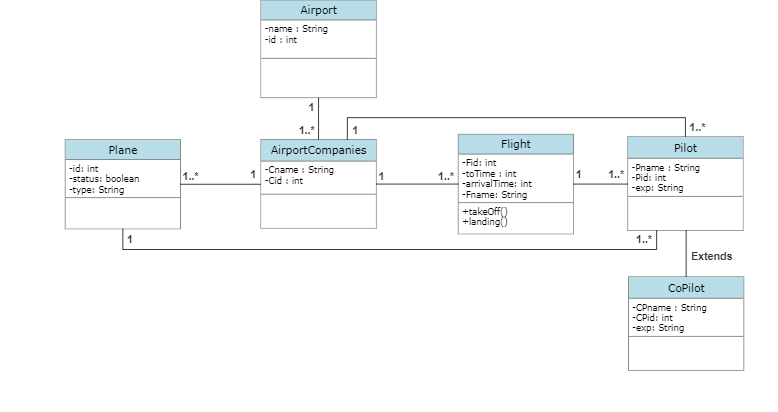 Airport
-name : String
-id : int
1
1..*
1
1..*
Plane
-id: int
-status: boolean
-type: String
1..*
1
AirportCompanies
-Cname : String
-Cid : int
1
1..*
Flight
-Fid: int
-toTime : int
-arrivalTime: int
-Fname: String
+takeOff()
+landing()
1
1..*
Pilot
-Pname : String
-Pid: int
-exp: String
1
1..*
Extends
CoPilot
-CPname : String
-CPid: int
-exp: String